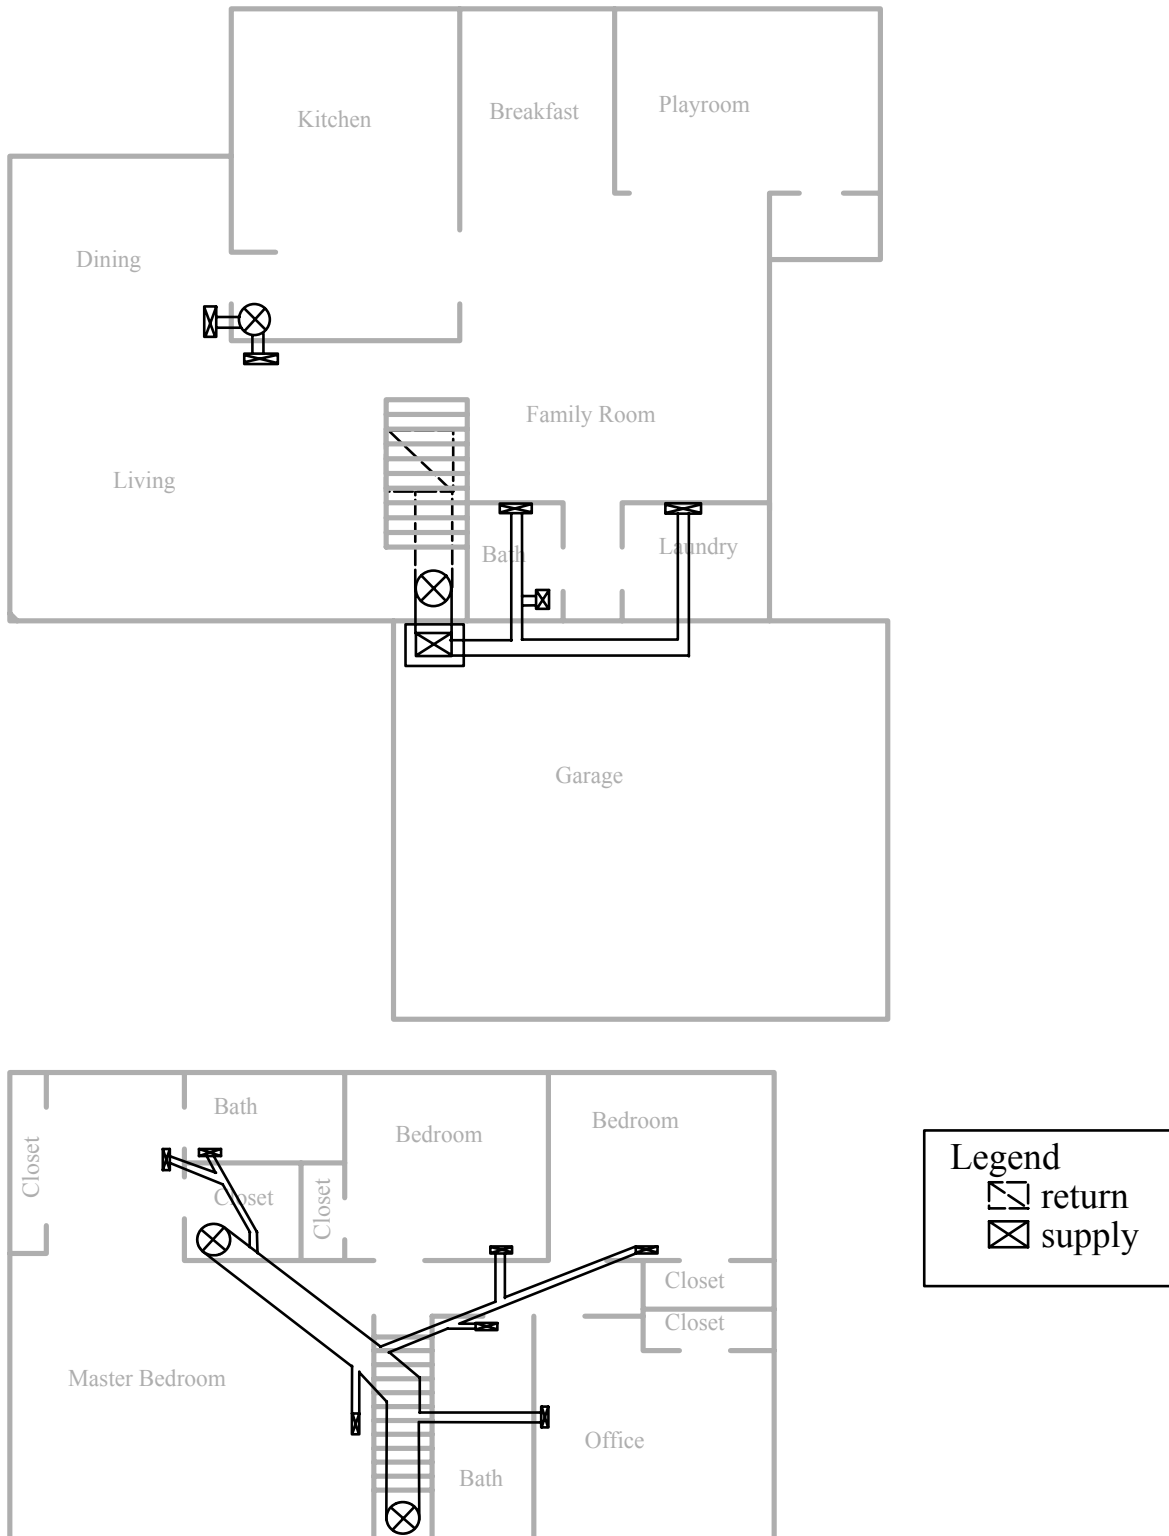 Kitchen
Breakfast
Playroom
Dining
Family Room
Living
Bath
Laundry
Garage
Closet
Bath
Bedroom
Bedroom
Closet
Closet
Closet
Closet
Master Bedroom
Office
Bath
Legend
return
supply